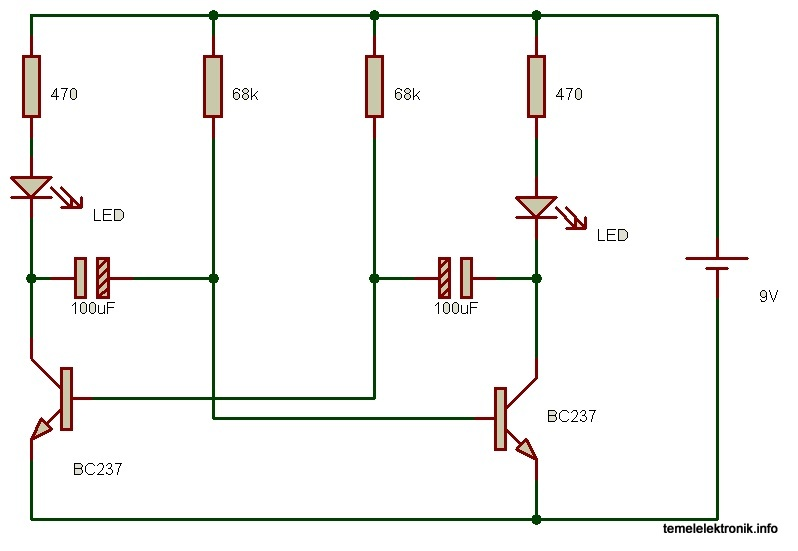 470
68k
68k
470
LED
LED
100uF
100uF
9V
BC237
BC237
temelelektronik.info